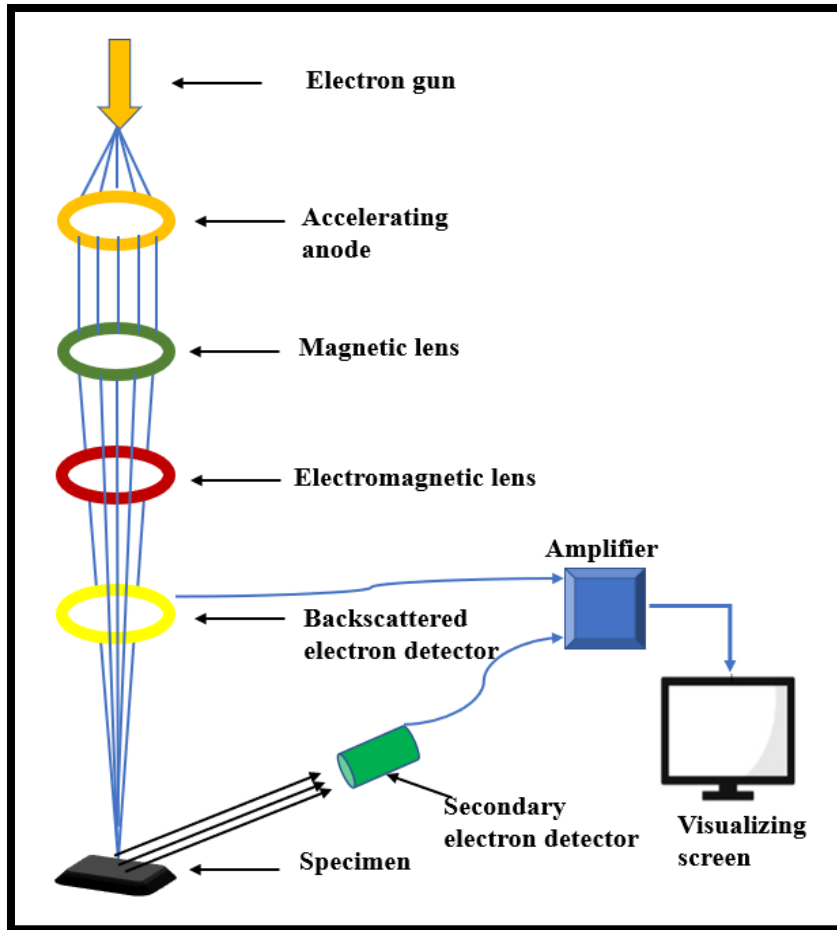 Electron gun
Accelerating
anode
Magnetic lens
Electromagnetic lens
Amplifier
Backscattered
electron detector
Secondary
electron detector
Visualizing
screen
Specimen